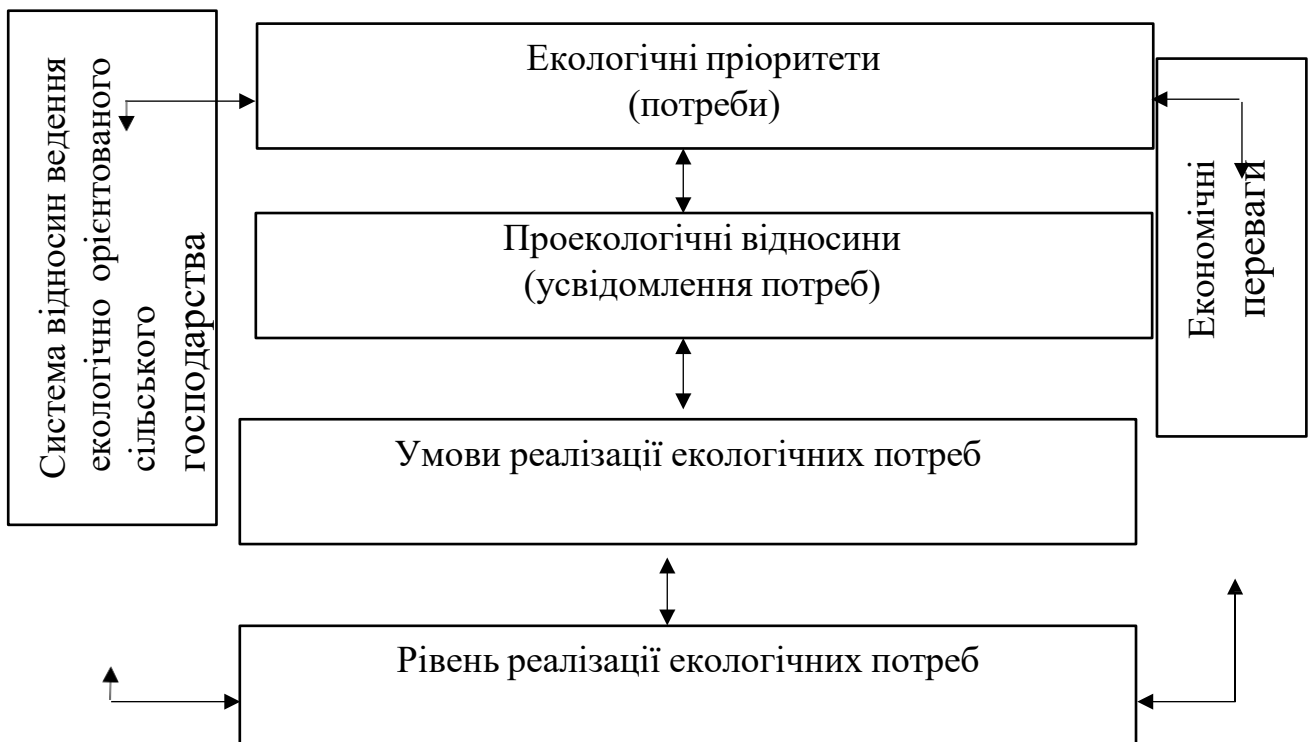 Система відносин ведення
екологічно орієнтованого
сільського
господарства
Екологічні пріоритети
(потреби)
Проекологічні відносини
(усвідомлення потреб)
Умови реалізації екологічних потреб
Рівень реалізації екологічних потреб
Економічні
переваги